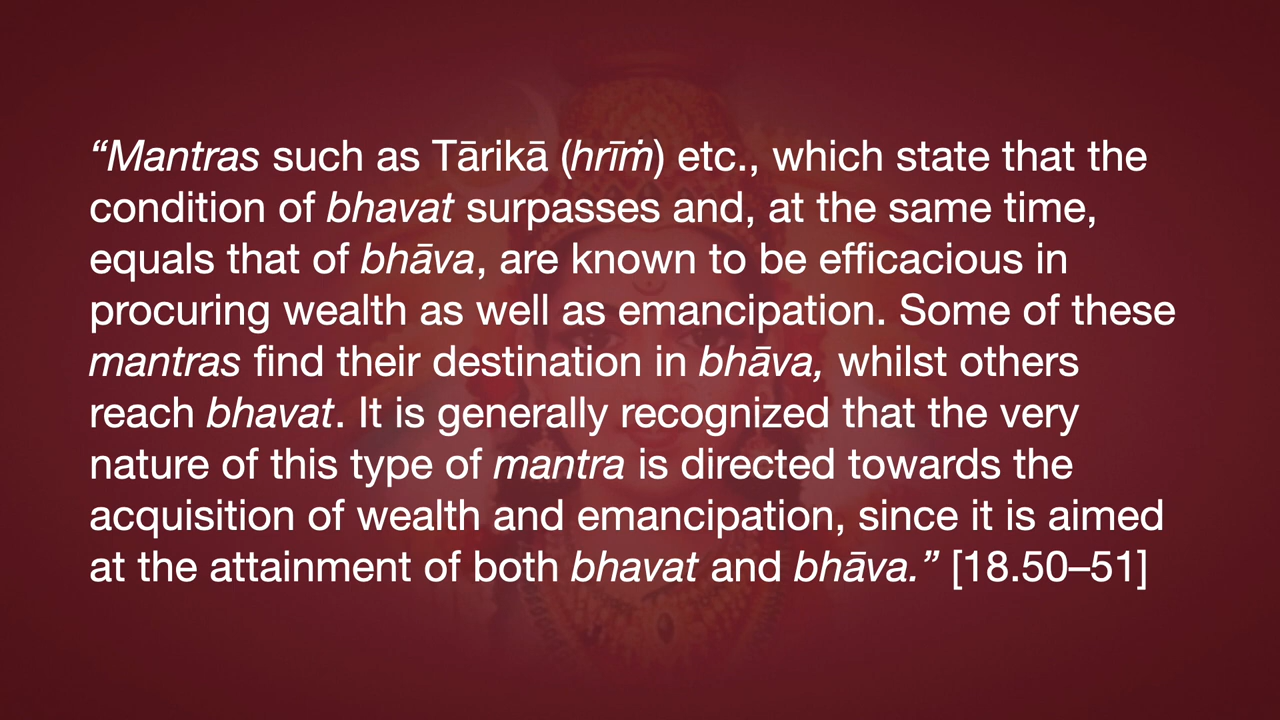 “Mantras such as Tārikā (hrīṁ) etc., which state that the
condition of bhavat surpasses and, at the same time,
equals that of bhāva, are known to be efficacious in
procuring wealth as well as emancipation. Some of these
mantras find their destination in bhāva, whilst others
reach bhavat. It is generally recognized that the very
nature of this type of mantra is directed towards the
acquisition of wealth and emancipation, since it is aimed
at the attainment of both bhavat and bhāva.” [18.50–51]